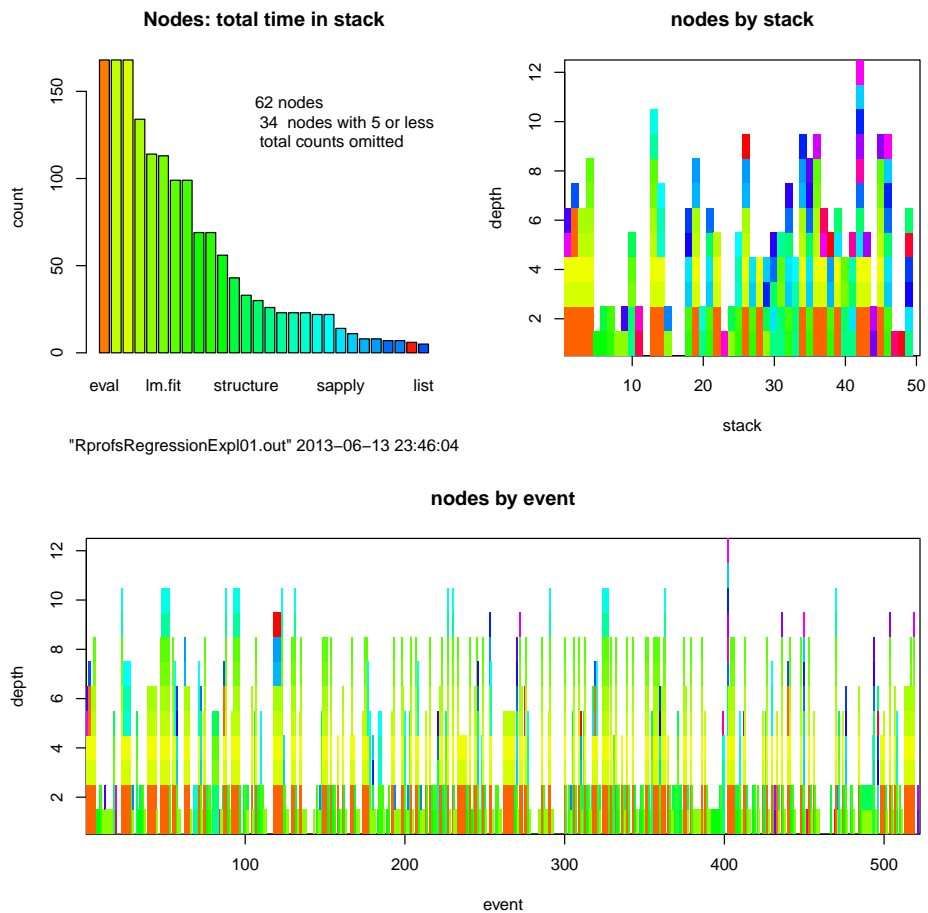 Nodes: total time in stack
150
100
50
0
count
62 nodes
34 nodes with 5 or less
total counts omitted
eval lm.fit structure sapply list
"RprofsRegressionExpl01.out" 2013−06−13 23:46:04
nodes by stack
12
10
8
6
4
2
depth
10 20 30 40 50
stack
nodes by event
12
10
8
6
4
2
depth
100 200 300 400 500
event